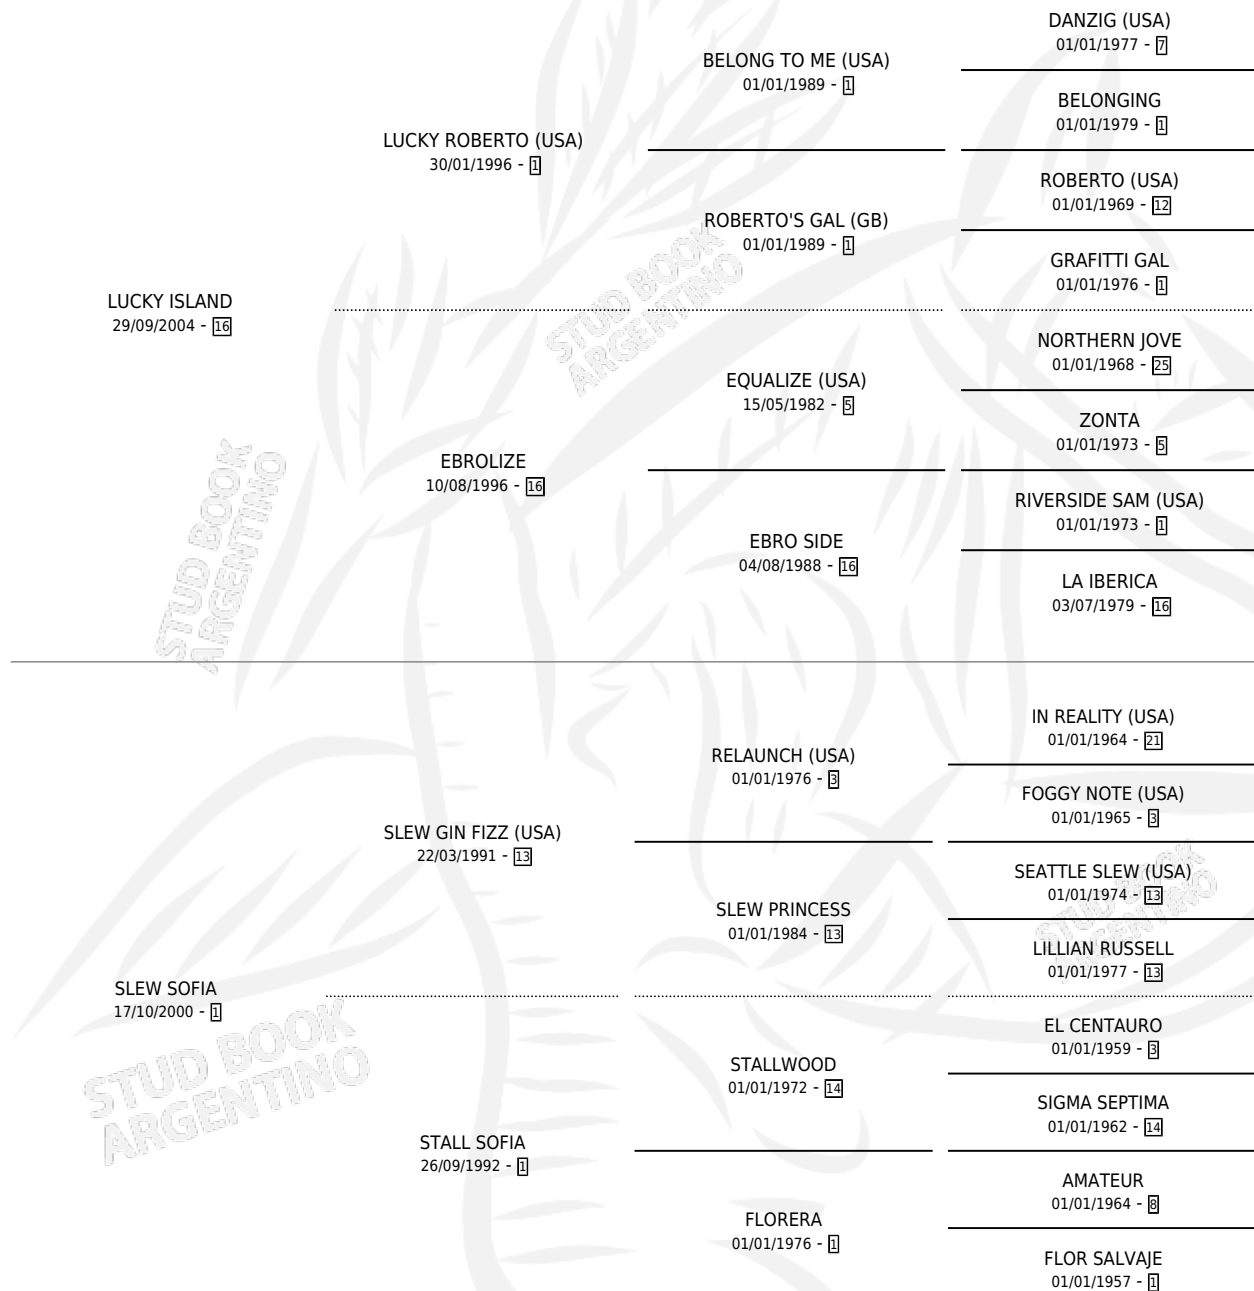 DANZIG (USA)
01/01/1977 - 7
BELONG TO ME (USA)
01/01/1989 - 1
BELONGING
01/01/1979 - 1
LUCKY ROBERTO (USA)
30/01/1996 - 1
ROBERTO (USA)
01/01/1969 - 12
ROBERTO'S GAL (GB)
01/01/1989 - 1
GRAFITTI GAL
01/01/1976 - 1
LUCKY ISLAND
29/09/2004 - 16
STUD BOOK
ARGENTINO
NORTHERN JOVE
01/01/1968 - 25
EQUALIZE (USA)
15/05/1982 - 5
ZONTA
01/01/1973 - 5
EBROLIZE
10/08/1996 - 16
RIVERSIDE SAM (USA)
01/01/1973 - 1
EBRO SIDE
04/08/1988 - 16
LA IBERICA
03/07/1979 - 16
STUD BOOK
ARGENTINO
IN REALITY (USA)
01/01/1964 - 21
RELAUNCH (USA)
01/01/1976 - 3
FOGGY NOTE (USA)
01/01/1965 - 3
SLEW GIN FIZZ (USA)
22/03/1991 - 13
SEATTLE SLEW (USA)
01/01/1974 - 13
STUD BOOK
ARGENTINO
SLEW PRINCESS
01/01/1984 - 13
LILLIAN RUSSELL
01/01/1977 - 13
SLEW SOFIA
17/10/2000 - 1
STUD BOOK
ARGENTINO
EL CENTAURO
01/01/1959 - 3
STALLWOOD
01/01/1972 - 14
SIGMA SEPTIMA
01/01/1962 - 14
STALL SOFIA
26/09/1992 - 1
AMATEUR
01/01/1964 - 8
FLORERA
01/01/1976 - 1
FLOR SALVAJE
01/01/1957 - 1